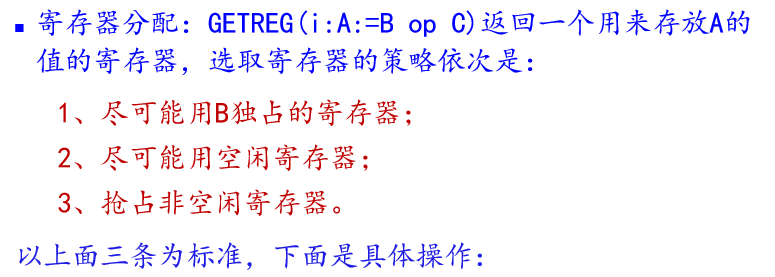 ▪ 寄存器分配：GETREG(i:A:=B op C)返回一个用来存放A的
值的寄存器，选取寄存器的策略依次是：
1、尽可能用B独占的寄存器；
2、尽可能用空闲寄存器；
3、抢占非空闲寄存器。
以上面三条为标准，下面是具体操作：